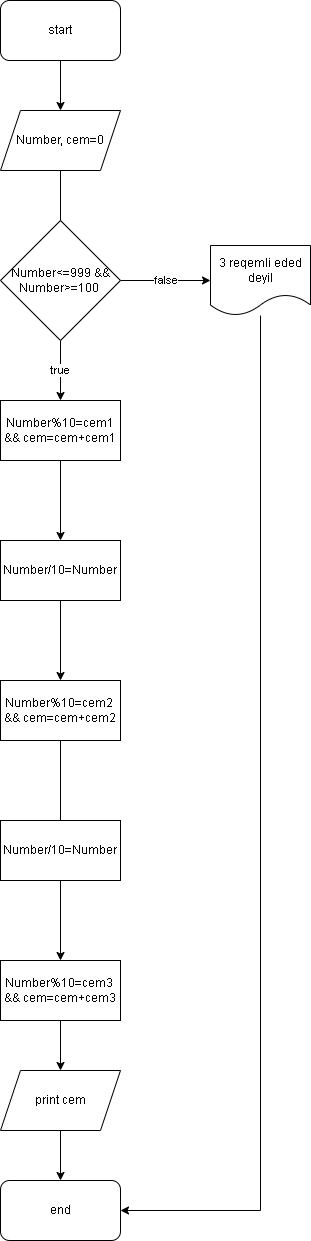 start
Number, cem=0
Number<=999 &&
Number>=100
false
3 reqemli eded
deyil
true
Number%10=cem1
&& cem=cem+cem1
Number/10=Number
Number%10=cem2
&& cem=cem+cem2
Number/10=Number
Number%10=cem3
&& cem=cem+cem3
print cem
end